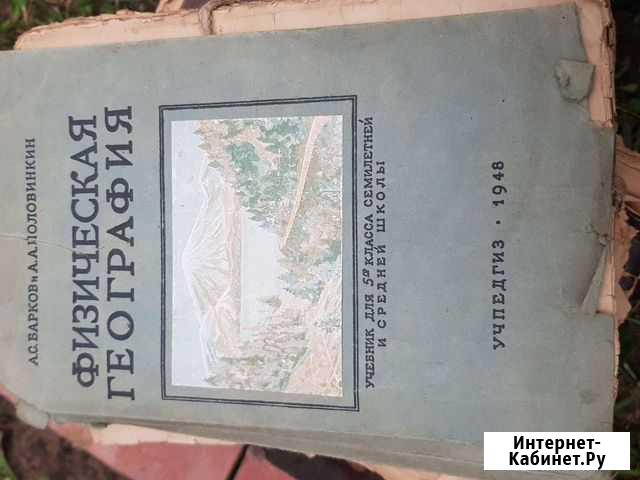 А.С.БАРКОВ и А.А.ПОЛОВИНКИН
ФИЗИЧЕСКАЯ
ГЕОГРАФИЯ
УЧЕБНИК ДЛЯ 5го КЛАССА СЕМИЛЕТНЕЙ
И СРЕДНЕЙ ШКОЛЫ
УЧПЕДГИЗ · 1948
Интернет-
Кабинет.Ру